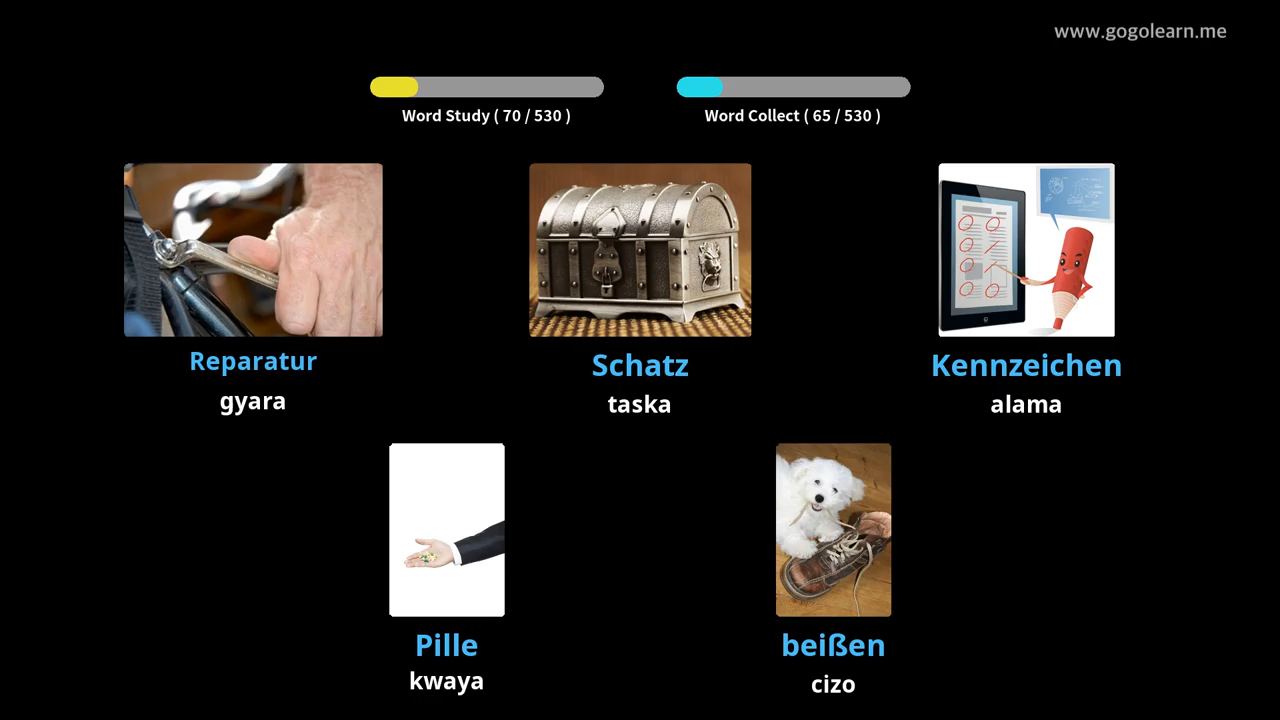 www.gogolearn.me
Word Study ( 70 / 530 )
Word Collect ( 65 / 530 )
Reparatur
gyara
Schatz
taska
Kennzeichen
alama
Pille
kwaya
beißen
cizo